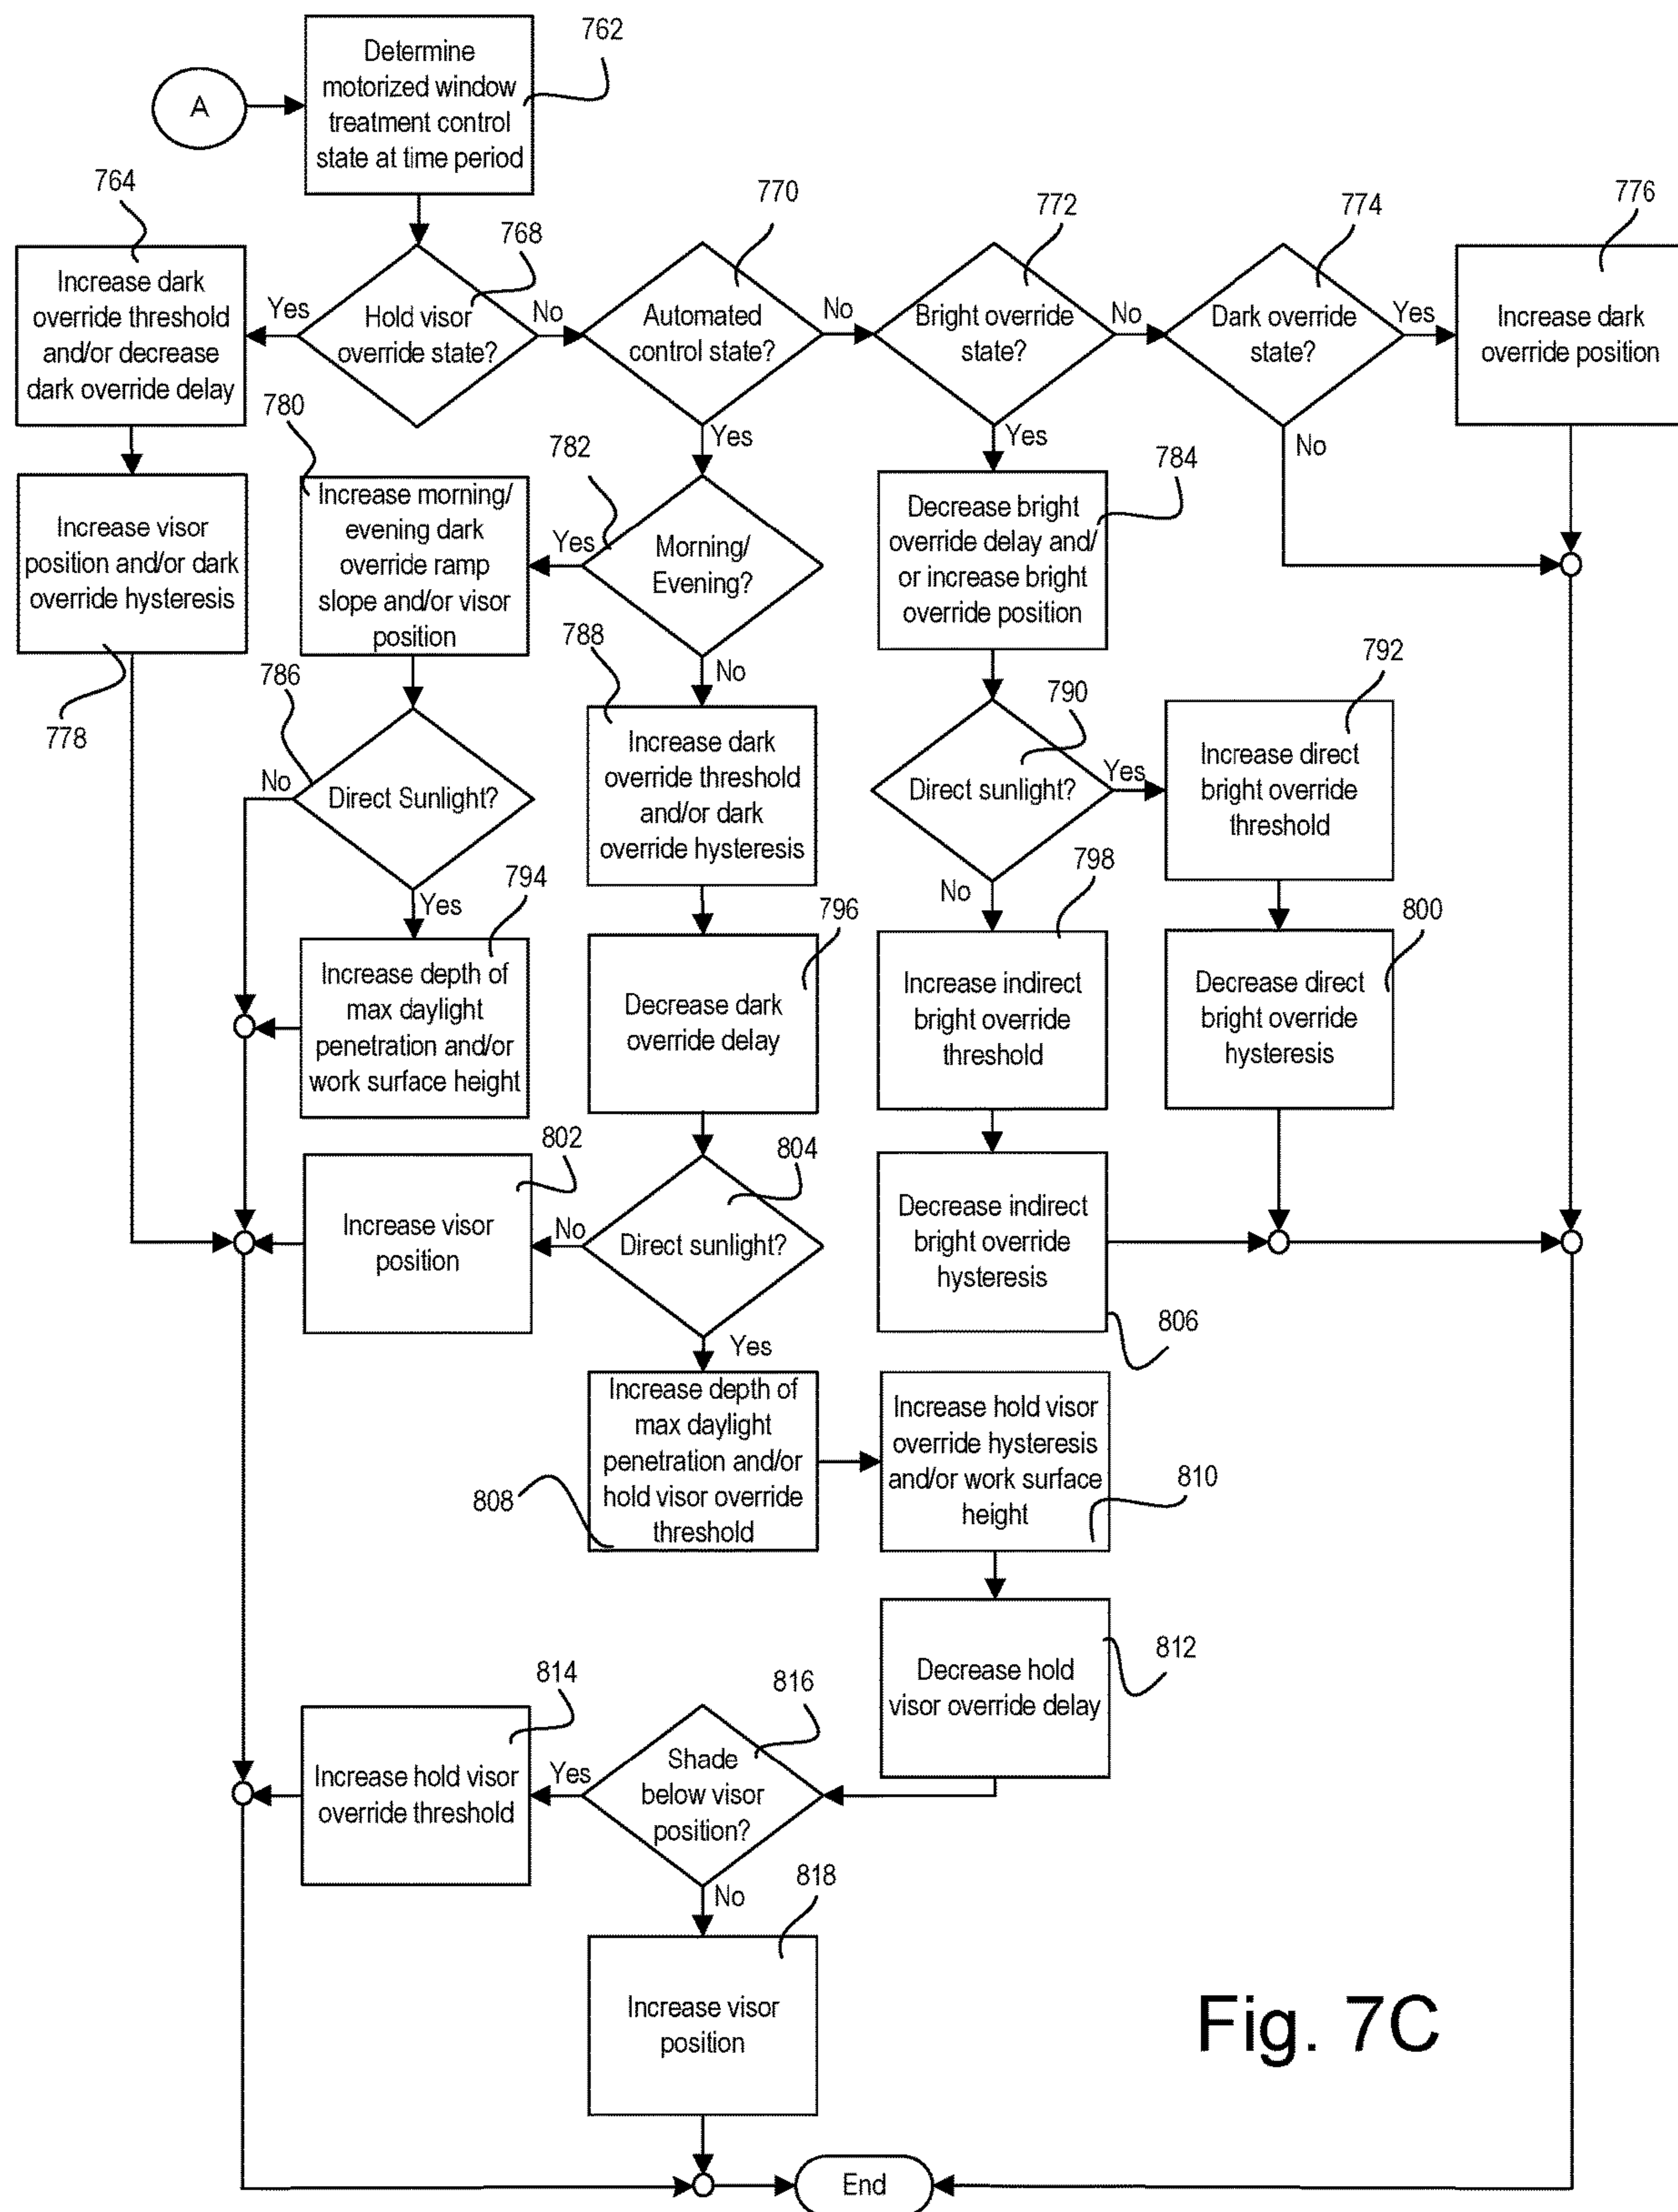 762
Determine
motorized window
treatment control
state at time period
A
764
768
770
772
774
776
Increase dark
override threshold
and/or decrease
dark override delay
Yes
Hold visor
override state?
No
Automated
control state?
No
Bright override
state?
No
Dark override
state?
Yes
Increase dark
override position
780
782
Yes
Yes
784
No
Increase visor
position and/or dark
override hysteresis
778
Increase morning/
evening dark
override ramp
slope and/or visor
position
Yes
Morning/
Evening?
Decrease bright
override delay and/
or increase bright
override position
786
788
No
790
792
No
Direct Sunlight?
Increase dark
override threshold
and/or dark
override hysteresis
Direct sunlight?
Yes
Increase direct
bright override
threshold
794
Yes
796
No
798
800
Increase depth of
max daylight
penetration and/or
work surface height
Decrease dark
override delay
Increase indirect
bright override
threshold
Decrease direct
bright override
hysteresis
802
804
Increase visor
position
No
Direct sunlight?
Decrease indirect
bright override
hysteresis
806
Yes
Increase depth of
max daylight
penetration and/or
hold visor override
threshold
808
Increase hold visor
override hysteresis
and/or work surface
height
810
812
Decrease hold
visor override delay
814
816
Increase hold visor
override threshold
Yes
Shade
below visor
position?
No
818
Increase visor
position
Fig. 7C
End